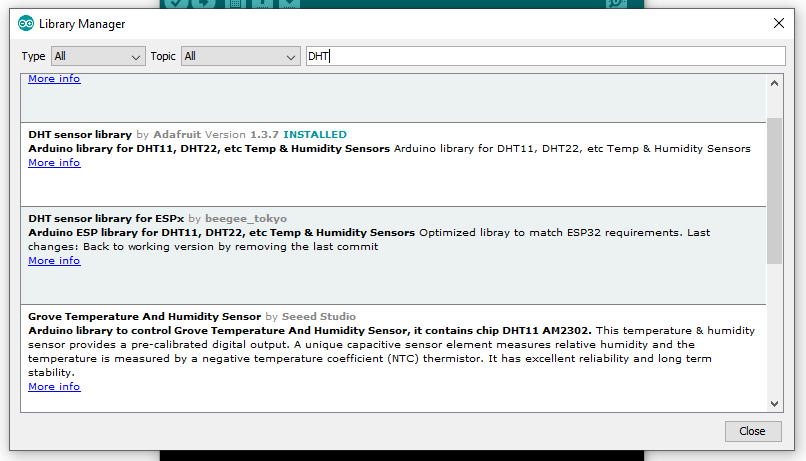 Library Manager
Type All Topic All DHT
More info
DHT sensor library by Adafruit Version 1.3.7 INSTALLED
Arduino library for DHT11, DHT22, etc Temp & Humidity Sensors Arduino library for DHT11, DHT22, etc Temp & Humidity Sensors
More info
DHT sensor library for ESPx by beegee_tokyo
Arduino ESP library for DHT11, DHT22, etc Temp & Humidity Sensors Optimized libray to match ESP32 requirements. Last
changes: Back to working version by removing the last commit
More info
Grove Temperature And Humidity Sensor by Seeed Studio
Arduino library to control Grove Temperature And Humidity Sensor, it contains chip DHT11 AM2302. This temperature & humidity
sensor provides a pre-calibrated digital output. A unique capacitive sensor element measures relative humidity and the
temperature is measured by a negative temperature coefficient (NTC) thermistor. It has excellent reliability and long term
stability.
More info
Close